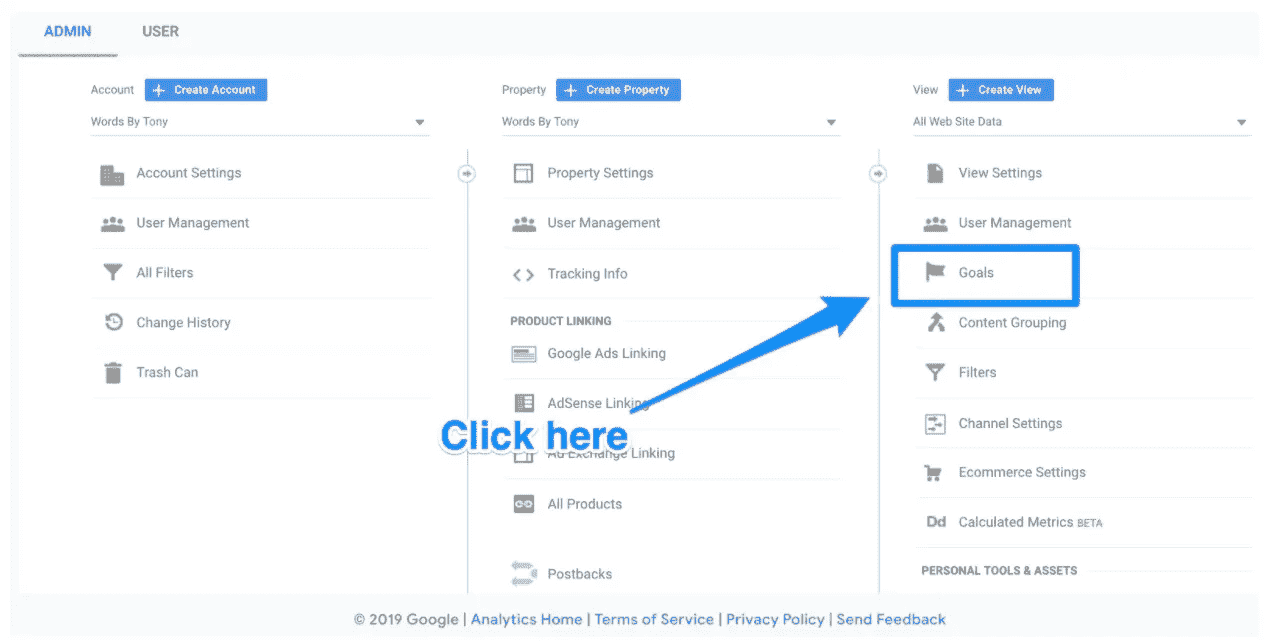 ADMIN USER
Account + Create Account
Words By Tony
Account Settings
User Management
All Filters
Change History
Trash Can
Property + Create Property
Words By Tony
Property Settings
User Management
Tracking Info
PRODUCT LINKING
Google Ads Linking
AdSense Linking
Ad Exchange Linking
All Products
Postbacks
View + Create View
All Web Site Data
View Settings
User Management
Goals
Content Grouping
Filters
Channel Settings
Ecommerce Settings
Dd Calculated Metrics BETA
PERSONAL TOOLS & ASSETS
Click here
© 2019 Google | Analytics Home | Terms of Service | Privacy Policy | Send Feedback